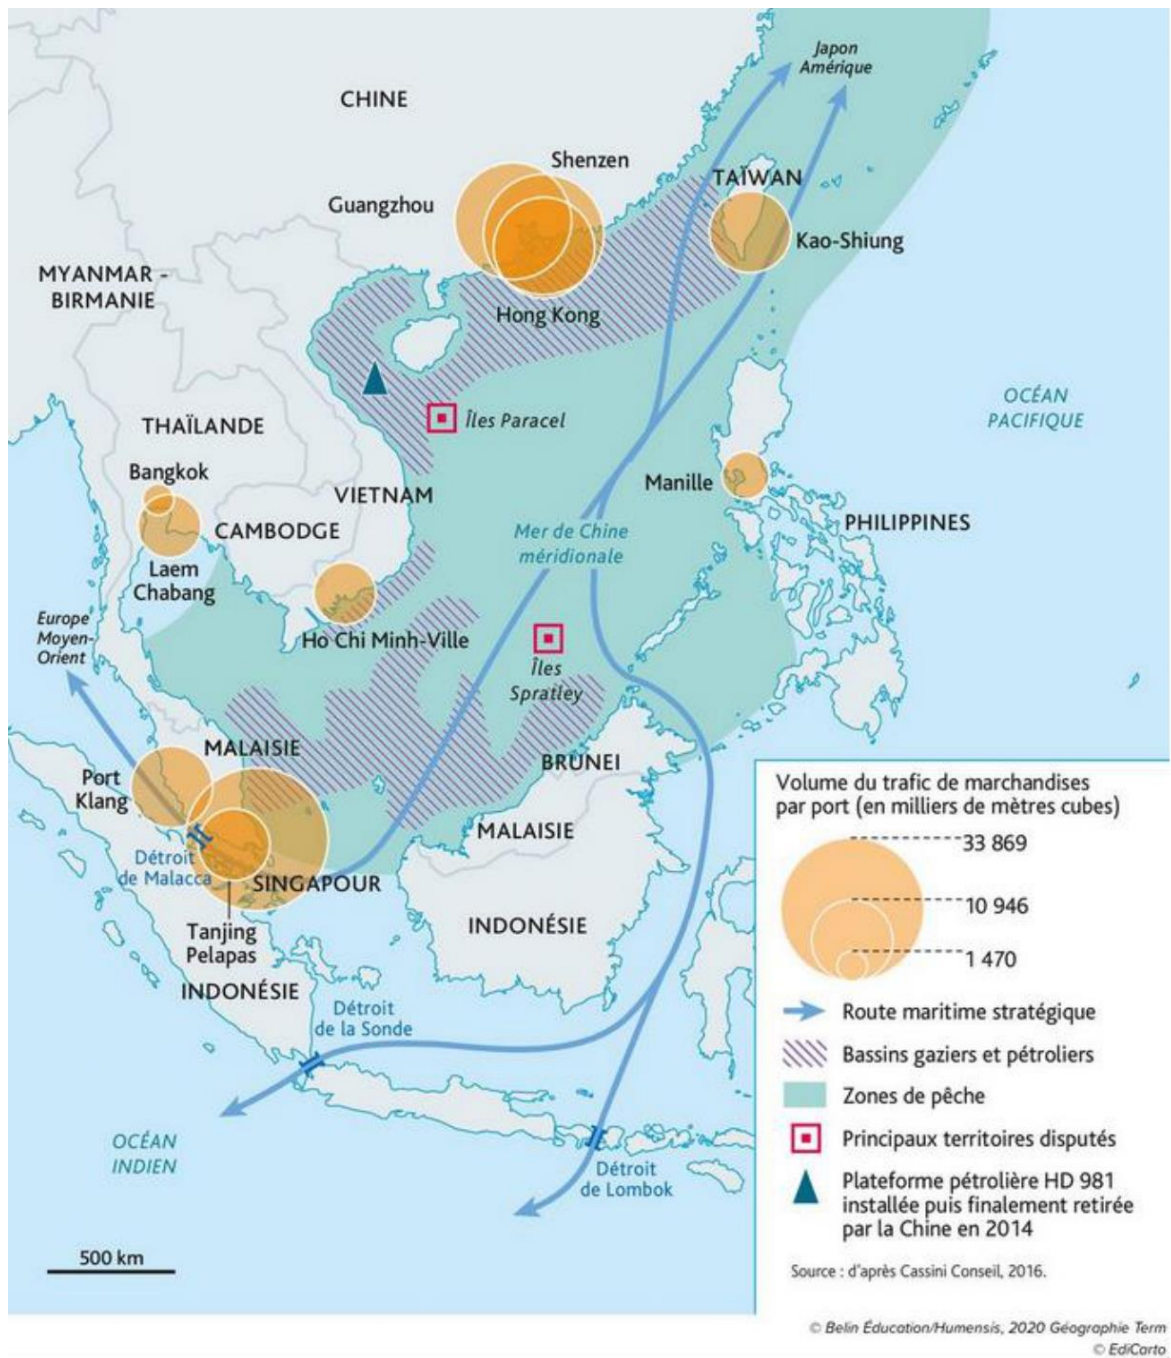 Japon
Amérique
CHINE
Shenzen
TAÏWAN
Guangzhou
Kao-Shiung
MYANMAR -
BIRMANIE
Hong Kong
OCÉAN
PACIFIQUE
Îles Paracel
THAÏLANDE
Bangkok
Manille
VIETNAM
PHILIPPINES
CAMBODGE
Mer de Chine
méridionale
Laem
Chabang
Europe
Moyen-
Orient
Ho Chi Minh-Ville
Îles
Spratley
MALAISIE
BRUNEI
Port
Klang
MALAISIE
Détroit
de Malacca
SINGAPOUR
INDONÉSIE
Tanjing
Pelapas
INDONÉSIE
Détroit
de la Sonde
OCÉAN
INDIEN
Détroit
de Lombok
500 km
Volume du trafic de marchandises
par port (en milliers de mètres cubes)
33 869
10 946
1 470
Route maritime stratégique
Bassins gaziers et pétroliers
Zones de pêche
Principaux territoires disputés
Plateforme pétrolière HD 981
installée puis finalement retirée
par la Chine en 2014
Source : d'après Cassini Conseil, 2016.
© Belin Éducation/Humensis, 2020 Géographie Term
© EdiCarto